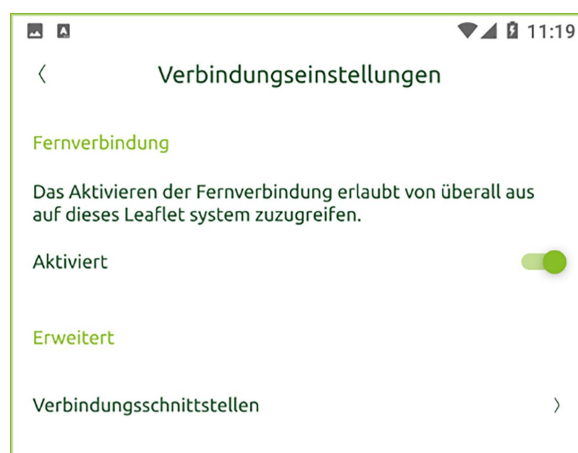 11:19
Verbindungseinstellungen
Fernverbindung
Das Aktivieren der Fernverbindung erlaubt von überall aus
auf dieses Leaflet system zuzugreifen.
Aktiviert
Erweitert
Verbindungsschnittstellen